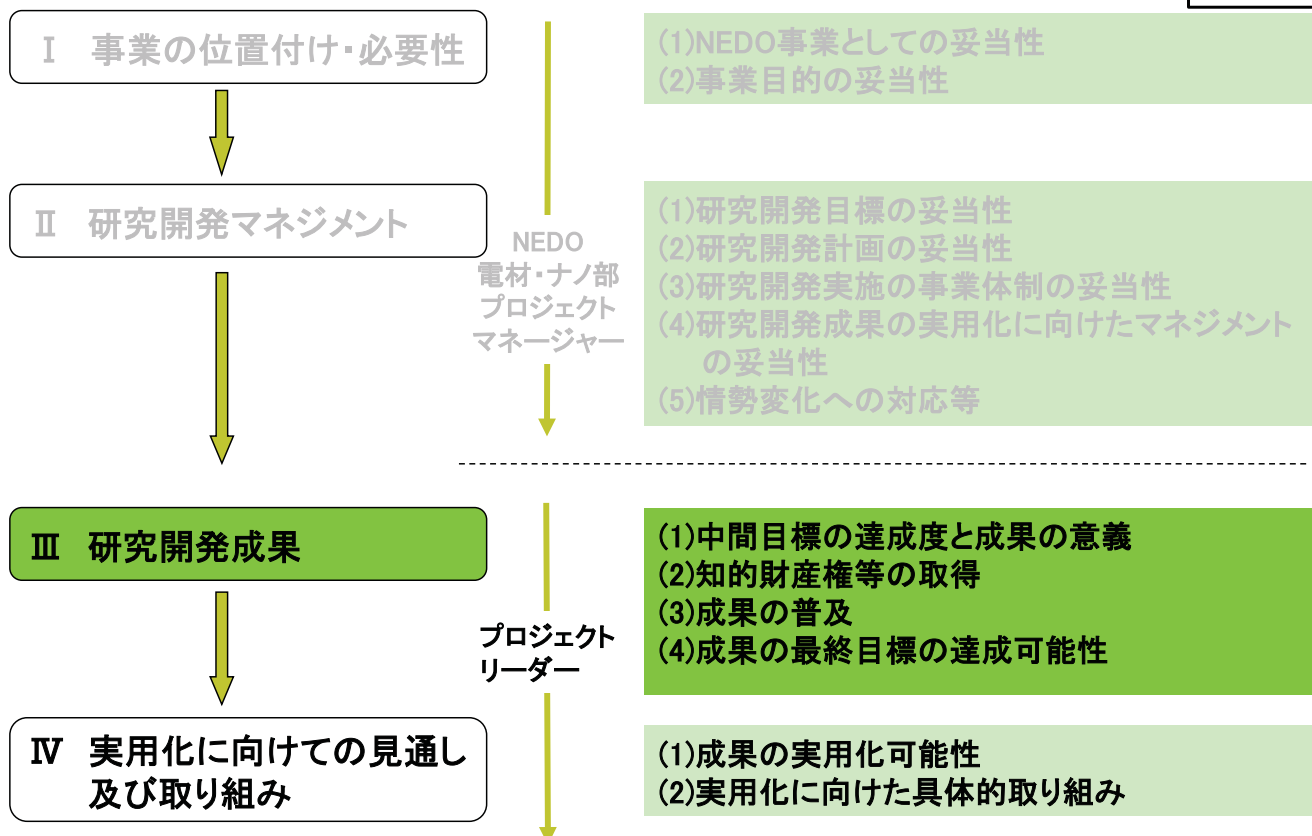 Ⅰ 事業の位置付け・必要性
(1)NEDO事業としての妥当性
(2)事業目的の妥当性
Ⅱ 研究開発マネジメント
NEDO
電材・ナノ部
プロジェクト
マネージャー
(1)研究開発目標の妥当性
(2)研究開発計画の妥当性
(3)研究開発実施の事業体制の妥当性
(4)研究開発成果の実用化に向けたマネジメント
の妥当性
(5)情勢変化への対応等
Ⅲ 研究開発成果
プロジェクト
リーダー
(1)中間目標の達成度と成果の意義
(2)知的財産権等の取得
(3)成果の普及
(4)成果の最終目標の達成可能性
Ⅳ 実用化に向けての見通し
及び取り組み
(1)成果の実用化可能性
(2)実用化に向けた具体的取り組み